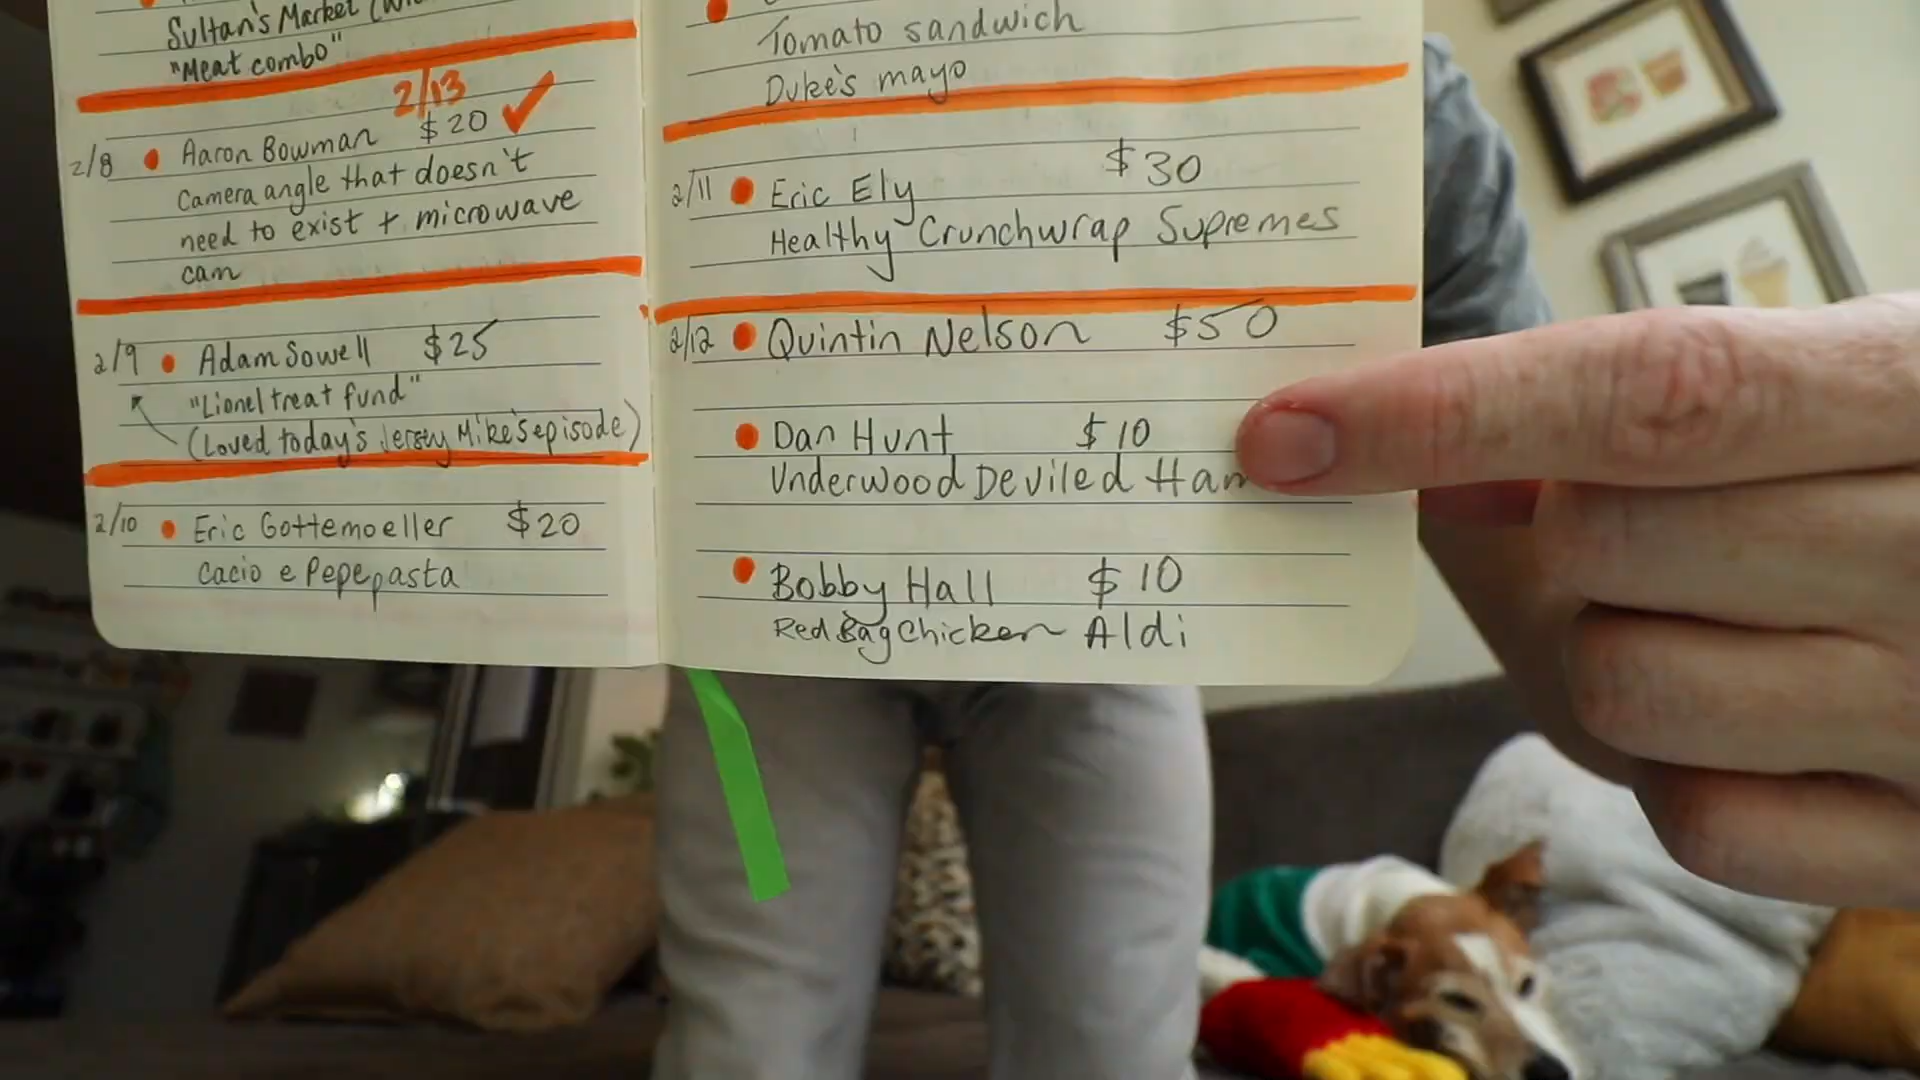 Sultan's Market
"Meat combo"
2/13
2/8 Aaron Bowman $20
Camera angle that doesn't
need to exist + microwave
cam
2/9 Adam Sowell $25
"Lionel treat fund"
(Loved today's Jersey Mike's episode)
2/10 Eric Gottemoeller $20
Cacio e Pepe pasta
Tomato sandwich
Duke's mayo
2/11 Eric Ely $30
Healthy Crunchwrap Supremes
2/12 Quintin Nelson $50
Dan Hunt $10
Underwood Deviled Ham
Bobby Hall $10
Red Bag Chicken Aldi